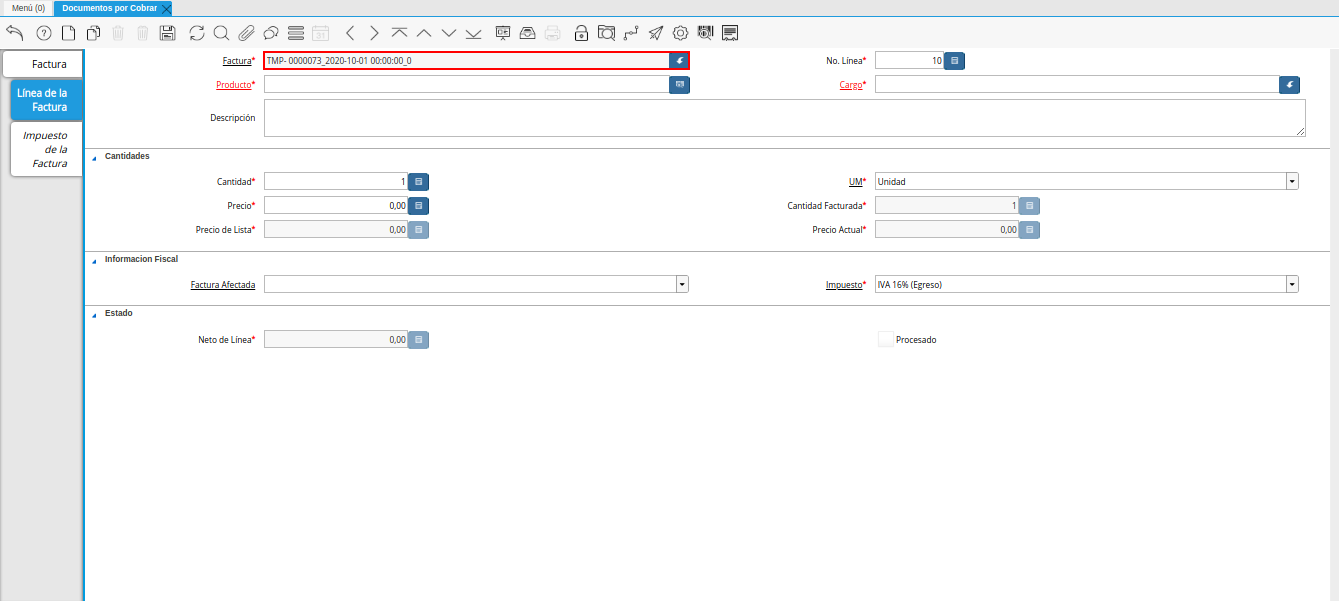 Menú (0) Documentos por Cobrar
Factura
Línea de la
Factura
Impuesto
de la
Factura
Factura* TMP- 0000073_2020-10-01 00:00:00_0 No. Línea* 10
Producto* Cargo*
Descripción
Cantidades
Cantidad* 1 UM* Unidad
Precio* 0,00 Cantidad Facturada* 1
Precio de Lista* 0,00 Precio Actual* 0,00
Informacion Fiscal
Factura Afectada Impuesto* IVA 16% (Egreso)
Estado
Neto de Línea* 0,00 Procesado